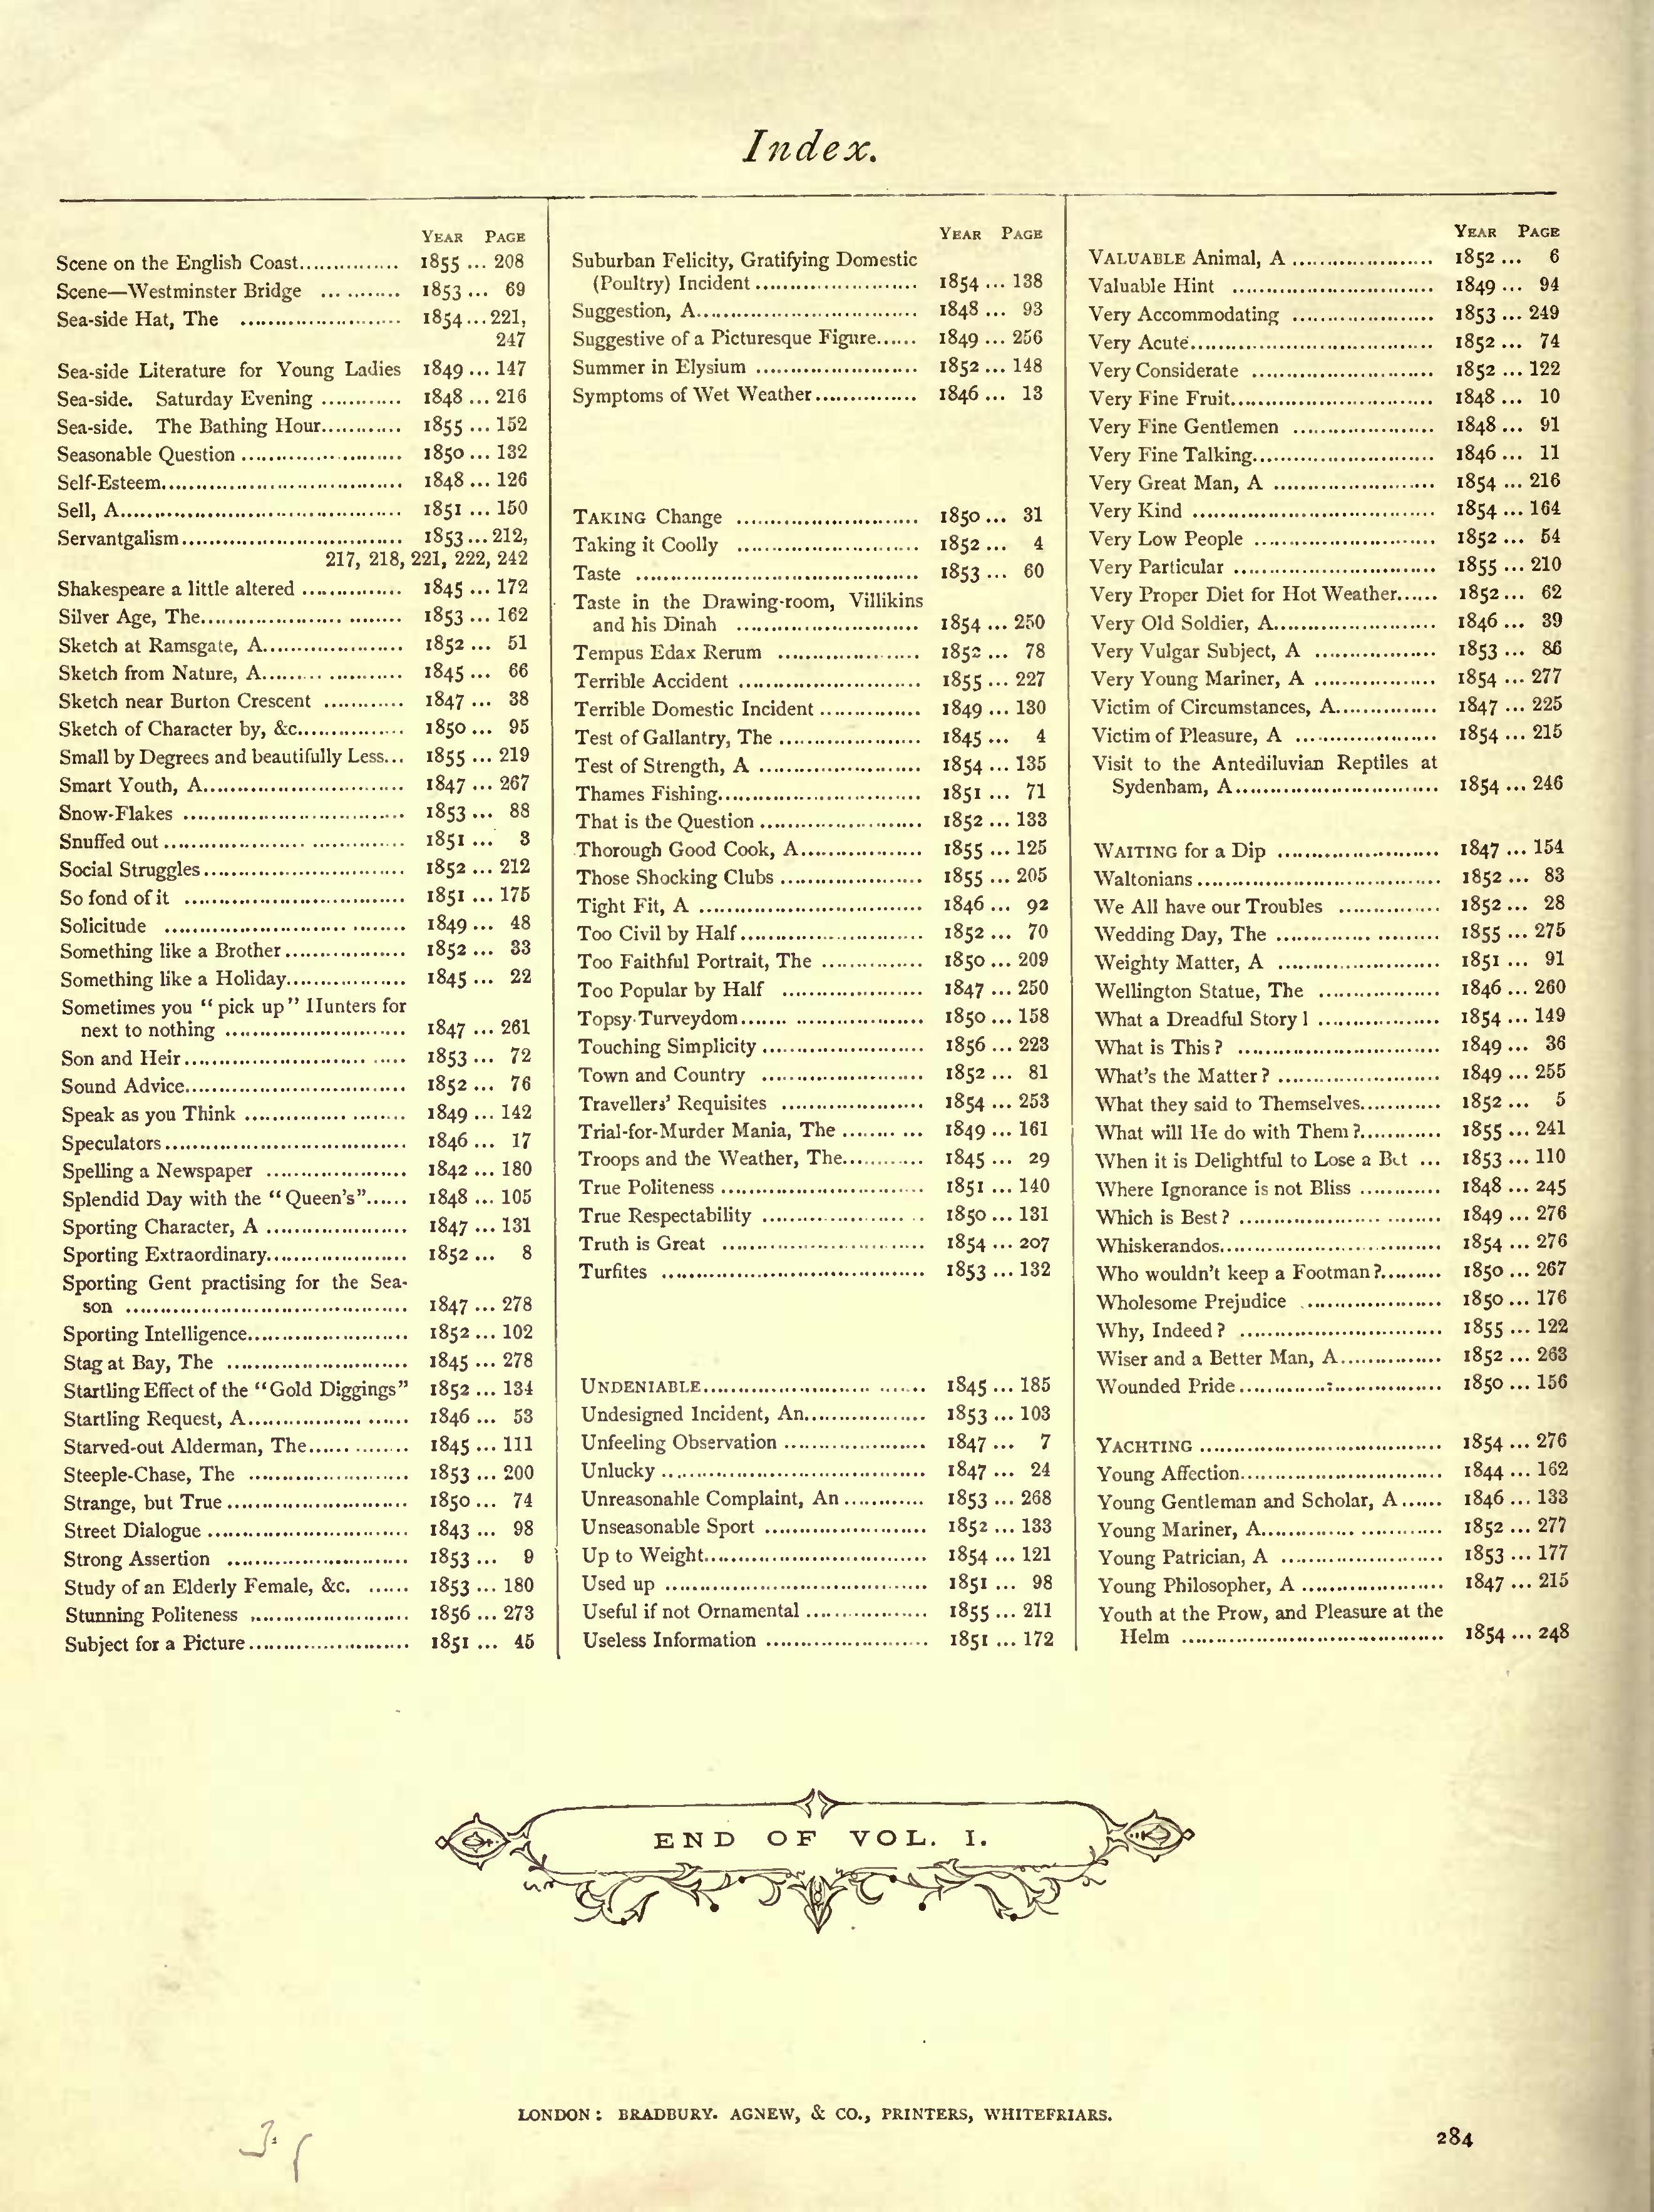 Index.
YEAR PAGE
Scene on the English Coast............... 1855 ... 208
Scene—Westminster Bridge ............ 1853 ... 69
Sea-side Hat, The ........................ 1854...221,
247
Sea-side Literature for Young Ladies 1849 ... 147
Sea-side. Saturday Evening ............ 1848 ... 216
Sea-side. The Bathing Hour............ 1855 ... 152
Seasonable Question ........................ 1850 ... 132
Self-Esteem.................................... 1848 ... 126
Sell, A.......................................... 1851 ... 150
Servantgalism................................. 1853...212,
217, 218, 221, 222, 242
Shakespeare a little altered ............... 1845 ... 172
Silver Age, The.............................. 1853 ... 162
Sketch at Ramsgate, A..................... 1852 ... 51
Sketch from Nature, A..................... 1845 ... 66
Sketch near Burton Crescent ............ 1847 ... 38
Sketch of Character by, &c................ 1850 ... 95
Small by Degrees and beautifully Less... 1855 ... 219
Smart Youth, A.............................. 1847 ... 267
Snow-Flakes ................................. 1853 ... 88
Snuffed out .................................... 1851 ... 3
Social Struggles.............................. 1852 ... 212
So fond of it ................................. 1851 ... 175
Solicitude .................................... 1849 ... 48
Something like a Brother.................. 1852 ... 33
Something like a Holiday.................. 1845 ... 22
Sometimes you “pick up” Hunters for
next to nothing ........................... 1847 ... 261
Son and Heir................................. 1853 ... 72
Sound Advice................................. 1852 ... 76
Speak as you Think ........................ 1849 ... 142
Speculators.................................... 1846 ... 17
Spelling a Newspaper ..................... 1842 ... 180
Splendid Day with the “Queen’s”...... 1848 ... 105
Sporting Character, A ..................... 1847 ... 131
Sporting Extraordinary..................... 1852 ... 8
Sporting Gent practising for the Sea-
son .......................................... 1847 ... 278
Sporting Intelligence........................ 1852 ... 102
Stag at Bay, The ........................... 1845 ... 278
Startling Effect of the “Gold Diggings” 1852 ... 134
Startling Request, A........................ 1846 ... 53
Starved-out Alderman, The............... 1845 ... 111
Steeple-Chase, The ........................ 1853 ... 200
Strange, but True ........................... 1850 ... 74
Street Dialogue .............................. 1843 ... 98
Strong Assertion ........................... 1853 ... 9
Study of an Elderly Female, &c. ...... 1853 ... 180
Stunning Politeness ........................ 1856 ... 273
Subject for a Picture ........................ 1851 ... 45
YEAR PAGE
Suburban Felicity, Gratifying Domestic
(Poultry) Incident ........................ 1854 ... 138
Suggestion, A................................. 1848 ... 93
Suggestive of a Picturesque Figure...... 1849 ... 256
Summer in Elysium ........................ 1852 ... 148
Symptoms of Wet Weather............... 1846 ... 13
TAKING Change ........................... 1850 ... 31
Taking it Coolly ........................... 1852 ... 4
Taste .......................................... 1853 ... 60
Taste in the Drawing-room, Villikins
and his Dinah ........................... 1854 ... 250
Tempus Edax Rerum ..................... 1852 ... 78
Terrible Accident ........................... 1855 ... 227
Terrible Domestic Incident ............... 1849 ... 130
Test of Gallantry, The ..................... 1845 ... 4
Test of Strength, A ........................ 1854 ... 135
Thames Fishing.............................. 1851 ... 71
That is the Question ........................ 1852 ... 133
Thorough Good Cook, A.................. 1855 ... 125
Those Shocking Clubs ..................... 1855 ... 205
Tight Fit, A ................................. 1846 ... 92
Too Civil by Half........................... 1852 ... 70
Too Faithful Portrait, The ............... 1850 ... 209
Too Popular by Half ..................... 1847 ... 250
Topsy-Turveydom........................... 1850 ... 158
Touching Simplicity ........................ 1856 ... 223
Town and Country ........................ 1852 ... 81
Travellers’ Requisites ..................... 1854 ... 253
Trial-for-Murder Mania, The ............ 1849 ... 161
Troops and the Weather, The............ 1845 ... 29
True Politeness .............................. 1851 ... 140
True Respectability ........................ 1850 ... 131
Truth is Great .............................. 1854 ... 207
Turfites ....................................... 1853 ... 132
UNDENIABLE................................. 1845 ... 185
Undesigned Incident, An.................. 1853 ... 103
Unfeeling Observation ..................... 1847 ... 7
Unlucky ....................................... 1847 ... 24
Unreasonable Complaint, An ............ 1853 ... 268
Unseasonable Sport ........................ 1852 ... 133
Up to Weight................................. 1854 ... 121
Used up ....................................... 1851 ... 98
Useful if not Ornamental .................. 1855 ... 211
Useless Information ........................ 1851 ... 172
YEAR PAGE
VALUABLE Animal, A ..................... 1852 ... 6
Valuable Hint .............................. 1849 ... 94
Very Accommodating ..................... 1853 ... 249
Very Acute.................................... 1852 ... 74
Very Considerate ........................... 1852 ... 122
Very Fine Fruit.............................. 1848 ... 10
Very Fine Gentlemen ..................... 1848 ... 91
Very Fine Talking........................... 1846 ... 11
Very Great Man, A ........................ 1854 ... 216
Very Kind .................................... 1854 ... 164
Very Low People ........................... 1852 ... 54
Very Particular .............................. 1855 ... 210
Very Proper Diet for Hot Weather...... 1852 ... 62
Very Old Soldier, A........................ 1846 ... 39
Very Vulgar Subject, A .................. 1853 ... 86
Very Young Mariner, A .................. 1854 ... 277
Victim of Circumstances, A............... 1847 ... 225
Victim of Pleasure, A ..................... 1854 ... 215
Visit to the Antediluvian Reptiles at
Sydenham, A.............................. 1854 ... 246
WAITING for a Dip ........................ 1847 ... 154
Waltonians.................................... 1852 ... 83
We All have our Troubles ............... 1852 ... 28
Wedding Day, The ........................ 1855 ... 275
Weighty Matter, A ........................ 1851 ... 91
Wellington Statue, The .................. 1846 ... 260
What a Dreadful Story ! .................. 1854 ... 149
What is This ? .............................. 1849 ... 36
What’s the Matter ? ........................ 1849 ... 255
What they said to Themselves............ 1852 ... 5
What will He do with Them ?............ 1855 ... 241
When it is Delightful to Lose a Bet ... 1853 ... 110
Where Ignorance is not Bliss ............ 1848 ... 245
Which is Best ? .............................. 1849 ... 276
Whiskerandos................................. 1854 ... 276
Who wouldn’t keep a Footman ?......... 1850 ... 267
Wholesome Prejudice ..................... 1850 ... 176
Why, Indeed ? .............................. 1855 ... 122
Wiser and a Better Man, A............... 1852 ... 263
Wounded Pride.............................. 1850 ... 156
YACHTING .................................... 1854 ... 276
Young Affection.............................. 1844 ... 162
Young Gentleman and Scholar, A...... 1846 ... 133
Young Mariner, A........................... 1852 ... 277
Young Patrician, A ........................ 1853 ... 177
Young Philosopher, A ..................... 1847 ... 215
Youth at the Prow, and Pleasure at the
Helm ....................................... 1854 ... 248
END OF VOL. I.
LONDON : BRADBURY. AGNEW, & CO., PRINTERS, WHITEFRIARS.
284